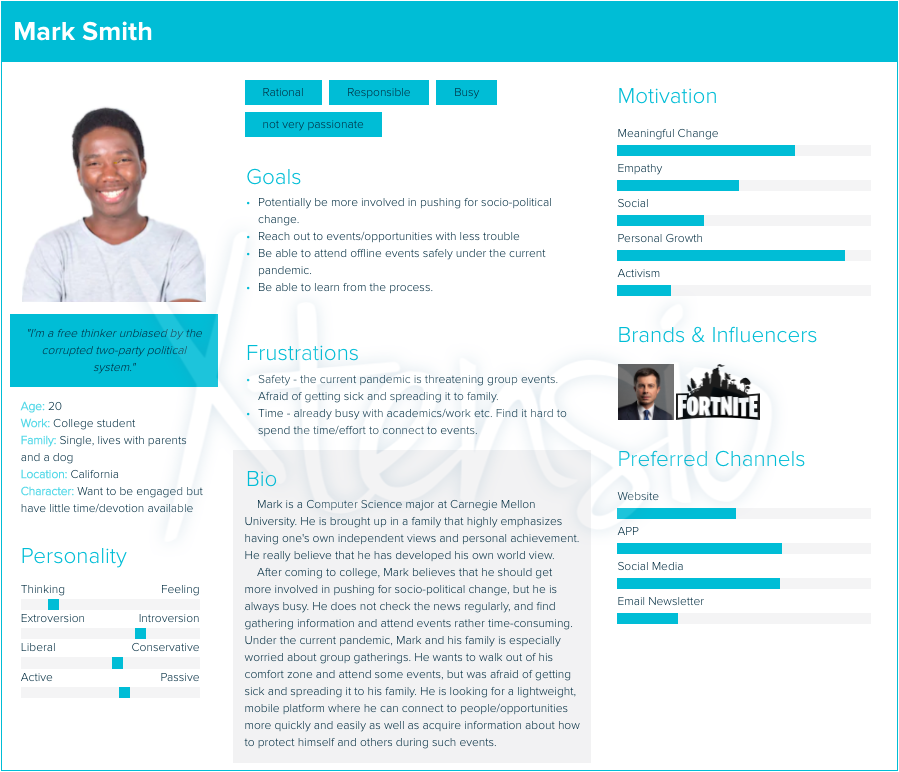 Mark Smith
Rational Responsible Busy
not very passionate
"I'm a free thinker unbiased by the
corrupted two-party political
system."
Age: 20
Work: College student
Family: Single, lives with parents
and a dog
Location: California
Character: Want to be engaged but
have little time/devotion available
Personality
Thinking Feeling
Extroversion Introversion
Liberal Conservative
Active Passive
Goals
• Potentially be more involved in pushing for socio-political
change.
• Reach out to events/opportunities with less trouble
• Be able to attend offline events safely under the current
pandemic.
• Be able to learn from the process.
Frustrations
• Safety - the current pandemic is threatening group events.
Afraid of getting sick and spreading it to family.
• Time - already busy with academics/work etc. Find it hard to
spend the time/effort to connect to events.
Bio
Mark is a Computer Science major at Carnegie Mellon
University. He is brought up in a family that highly emphasizes
having one's own independent views and personal achievement.
He really believe that he has developed his own world view.
After coming to college, Mark believes that he should get
more involved in pushing for socio-political change, but he is
always busy. He does not check the news regularly, and find
gathering information and attend events rather time-consuming.
Under the current pandemic, Mark and his family is especially
worried about group gatherings. He wants to walk out of his
comfort zone and attend some events, but was afraid of getting
sick and spreading it to his family. He is looking for a lightweight,
mobile platform where he can connect to people/opportunities
more quickly and easily as well as acquire information about how
to protect himself and others during such events.
Motivation
Meaningful Change
Empathy
Social
Personal Growth
Activism
Brands & Influencers
FORTNITE
Preferred Channels
Website
APP
Social Media
Email Newsletter
Xtensio